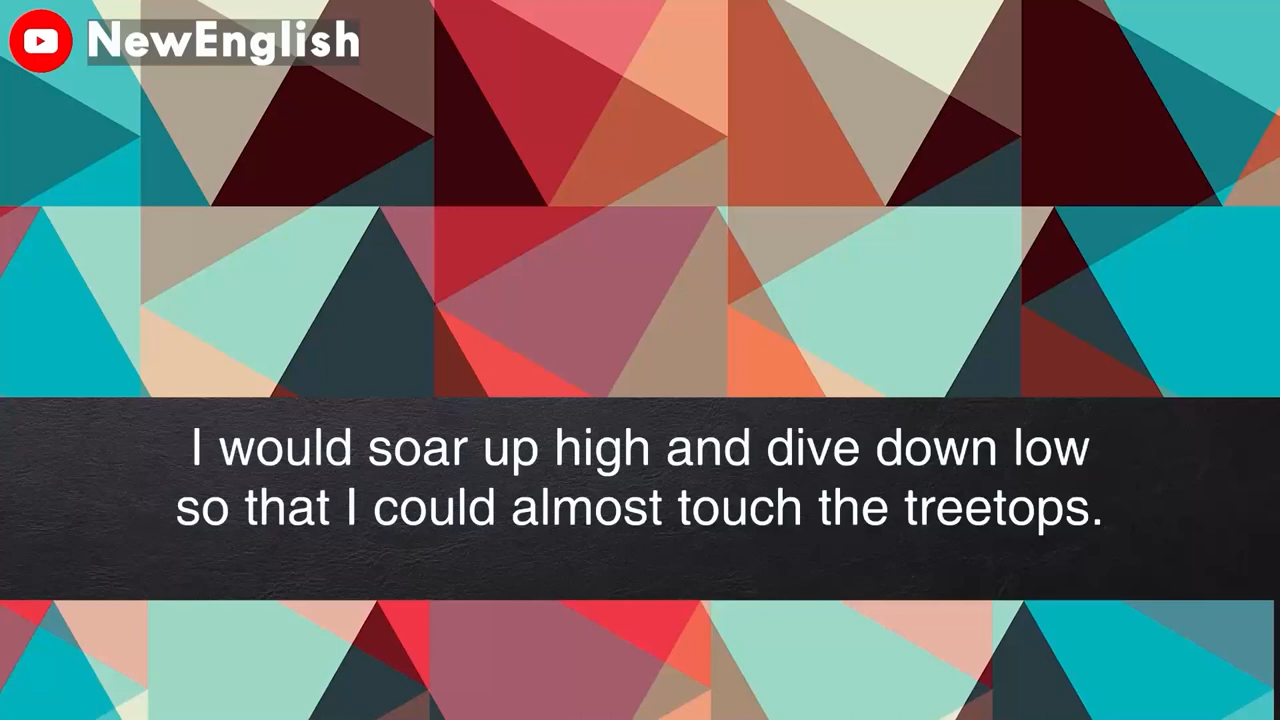 NewEnglish
I would soar up high and dive down low
so that I could almost touch the treetops.